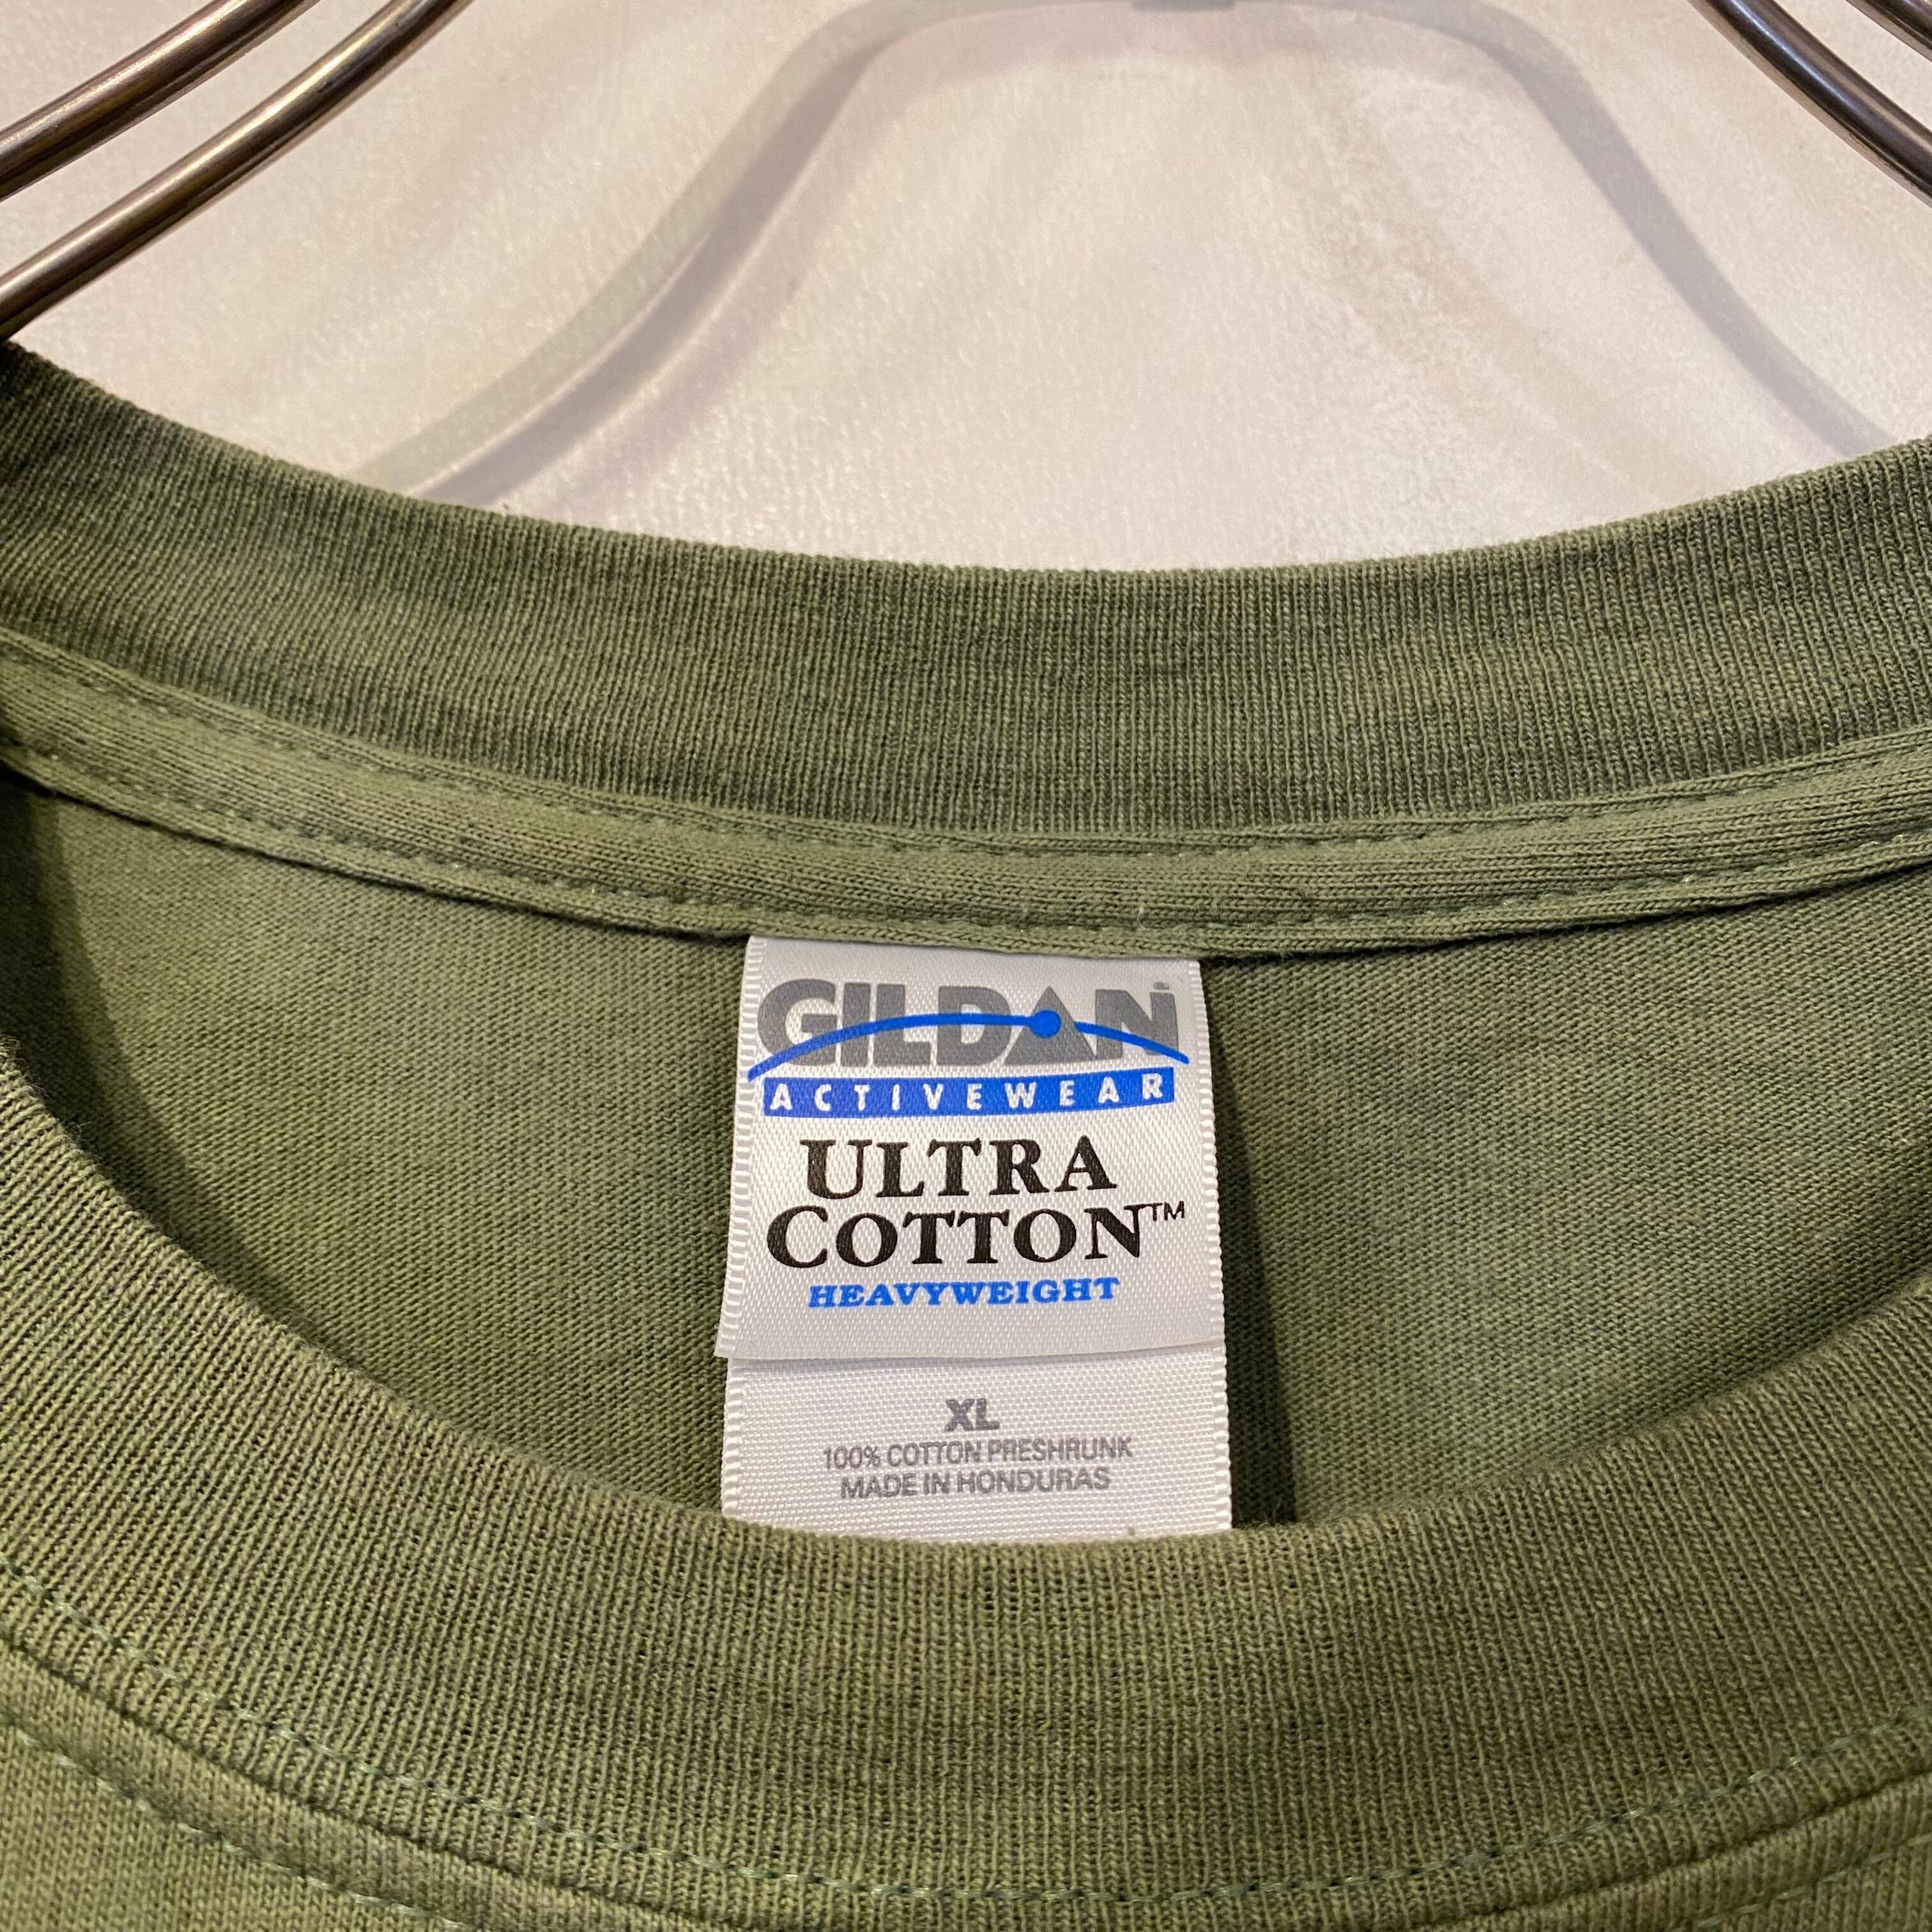 GILDAN®
ACTIVEWEAR
ULTRA
COTTON™
HEAVYWEIGHT
XL
100% COTTON PRESHRUNK
MADE IN HONDURAS